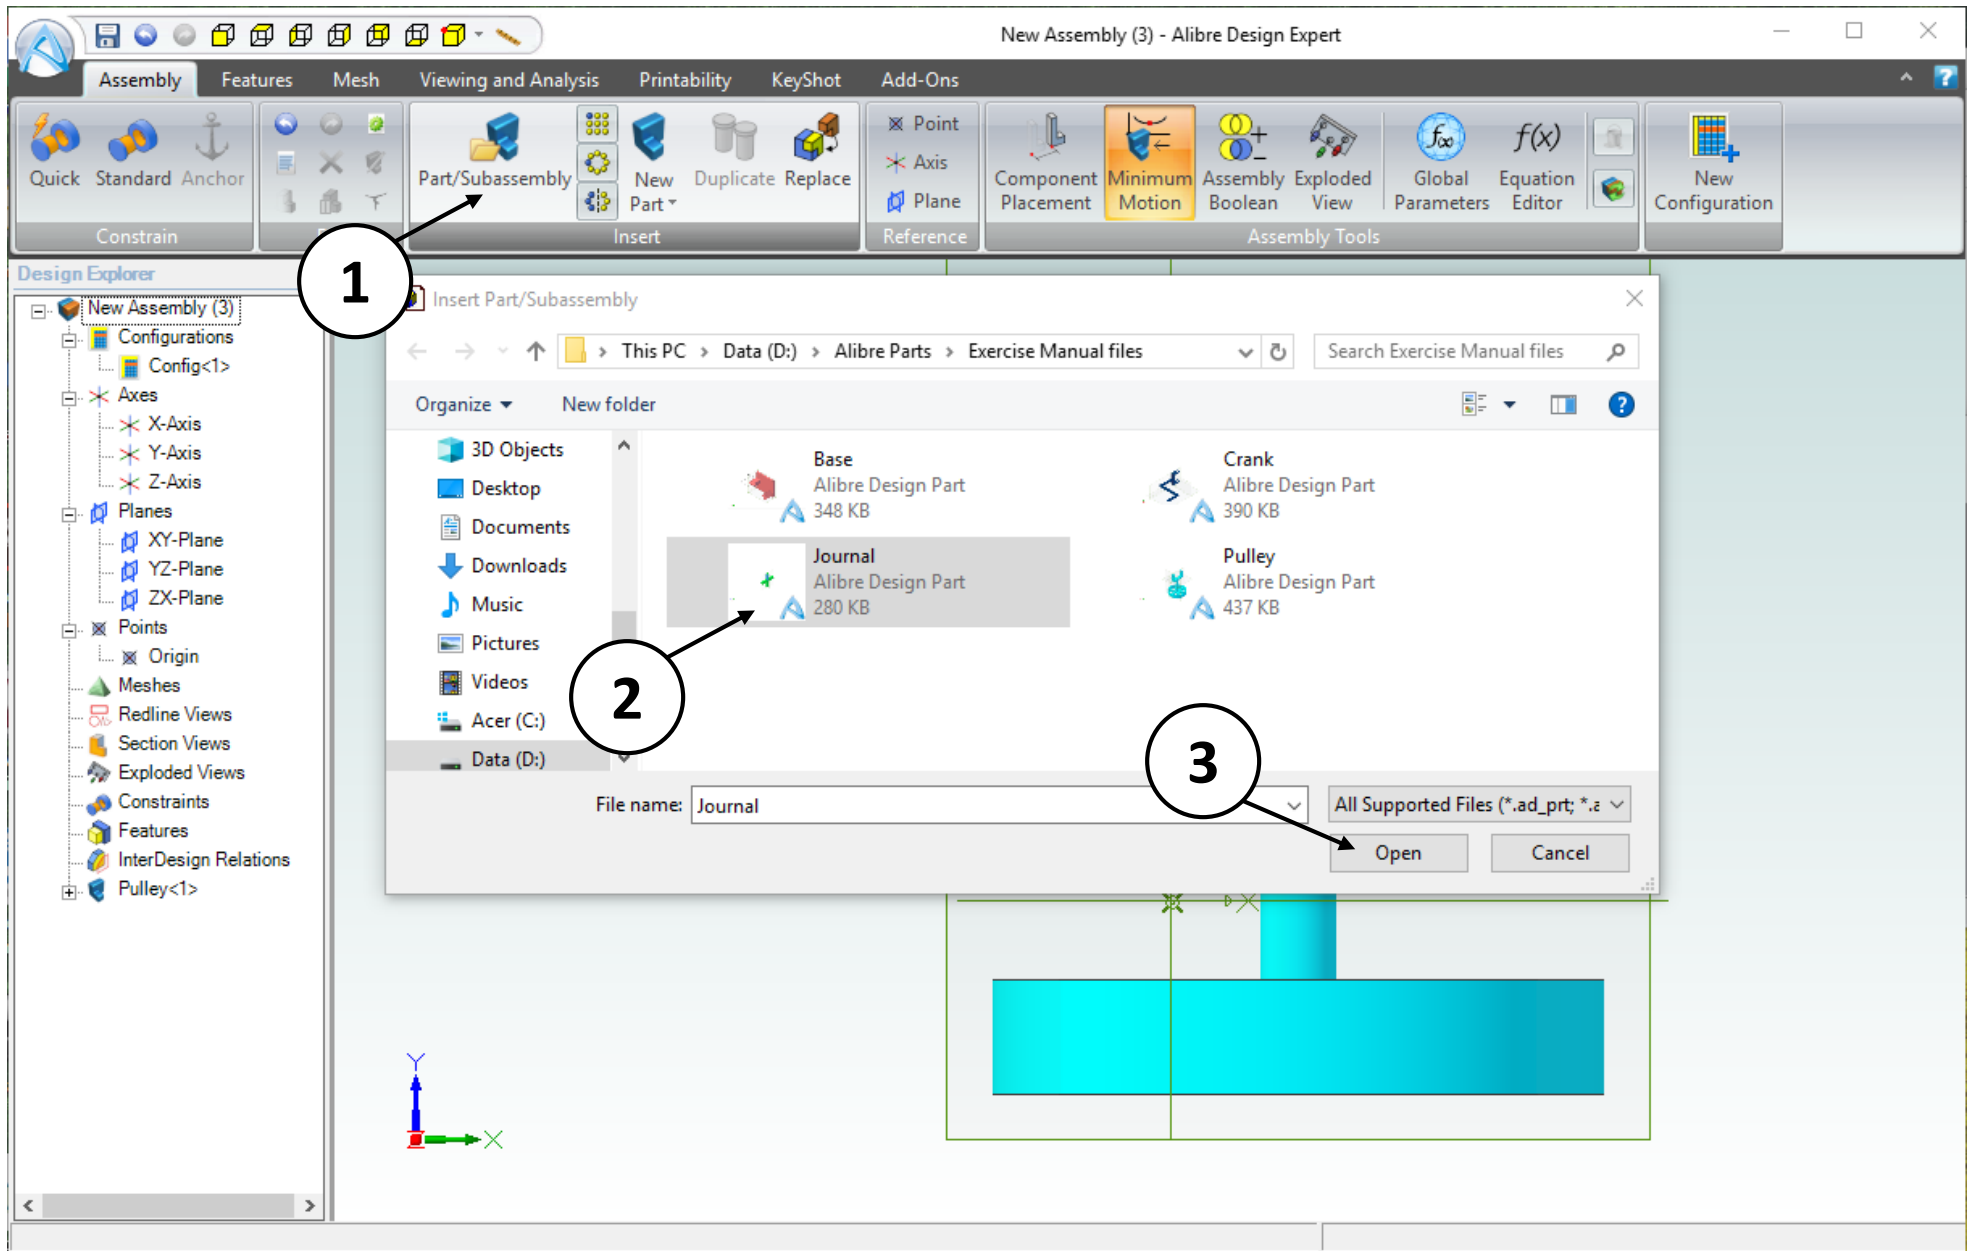 New Assembly (3) - Alibre Design Expert
Assembly Features Mesh Viewing and Analysis Printability KeyShot Add-Ons
Quick Standard Anchor
Constrain
Part/Subassembly
New Part
Duplicate Replace
Insert
Point
Axis
Plane
Reference
Component Placement
Minimum Motion
Assembly Boolean
Exploded View
Global Parameters
Equation Editor
f(x)
Assembly Tools
New Configuration
Design Explorer
New Assembly (3)
Configurations
Config<1>
Axes
X-Axis
Y-Axis
Z-Axis
Planes
XY-Plane
YZ-Plane
ZX-Plane
Points
Origin
Meshes
Redline Views
Section Views
Exploded Views
Constraints
Features
InterDesign Relations
Pulley<1>
1
Insert Part/Subassembly
This PC > Data (D:) > Alibre Parts > Exercise Manual files
Search Exercise Manual files
Organize New folder
3D Objects
Desktop
Documents
Downloads
Music
Pictures
Videos
Acer (C:)
Data (D:)
Base
Alibre Design Part
348 KB
Crank
Alibre Design Part
390 KB
Journal
Alibre Design Part
280 KB
Pulley
Alibre Design Part
437 KB
2
3
File name: Journal
All Supported Files (*.ad_prt; *.a
Open Cancel
Y
X